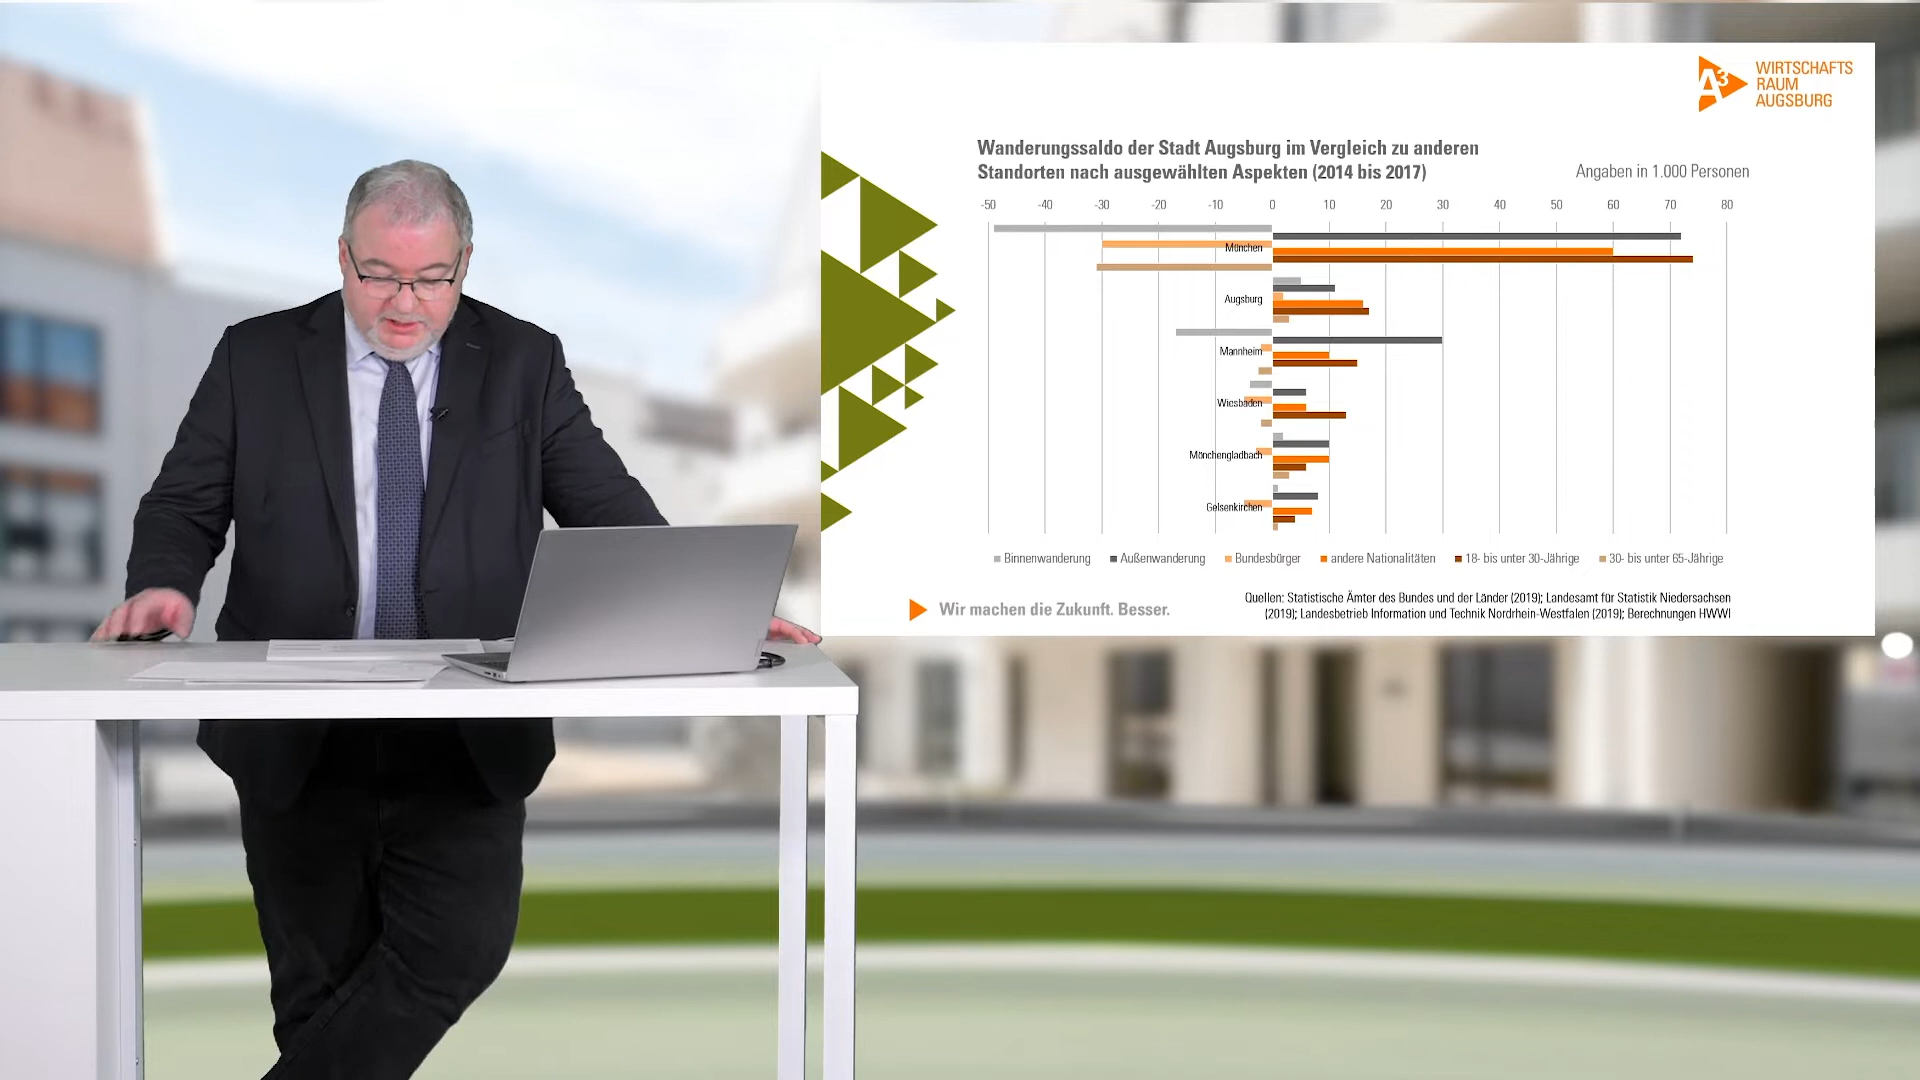 A³ WIRTSCHAFTS
RAUM
AUGSBURG
Wanderungssaldo der Stadt Augsburg im Vergleich zu anderen
Standorten nach ausgewählten Aspekten (2014 bis 2017)
Angaben in 1.000 Personen
-50 -40 -30 -20 -10 0 10 20 30 40 50 60 70 80
München
Augsburg
Mannheim
Wiesbaden
Mönchengladbach
Gelsenkirchen
Binnenwanderung Außenwanderung Bundesbürger andere Nationalitäten 18- bis unter 30-Jährige 30- bis unter 65-Jährige
Wir machen die Zukunft. Besser.
Quellen: Statistische Ämter des Bundes und der Länder (2019); Landesamt für Statistik Niedersachsen
(2019); Landesbetrieb Information und Technik Nordrhein-Westfalen (2019); Berechnungen HWWI